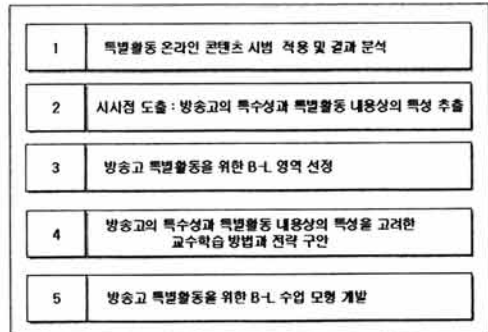 1 특별활동 온라인 콘텐츠 시범 적용 및 결과 분석
2 시사점 도출 : 방송고의 특수성과 특별활동 내용상의 특성 추출
3 방송고 특별활동을 위한 B-L 영역 선정
4 방송고의 특수성과 특별활동 내용상의 특성을 고려한
교수학습 방법과 전략 구안
5 방송고 특별활동을 위한 B-L 수업 모형 개발